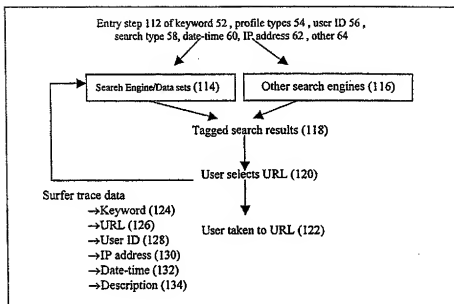 Entry step 112 of keyword 52 , profile types 54 , user ID 56 ,
search type 58, date-time 60, IP address 62 , other 64
Search Engine/Data sets (114)
Other search engines (116)
Tagged search results (118)
User selects URL (120)
Surfer trace data
→Keyword (124)
→URL (126)
→User ID (128)
→IP address (130)
→Date-time (132)
→Description (134)
User taken to URL (122)